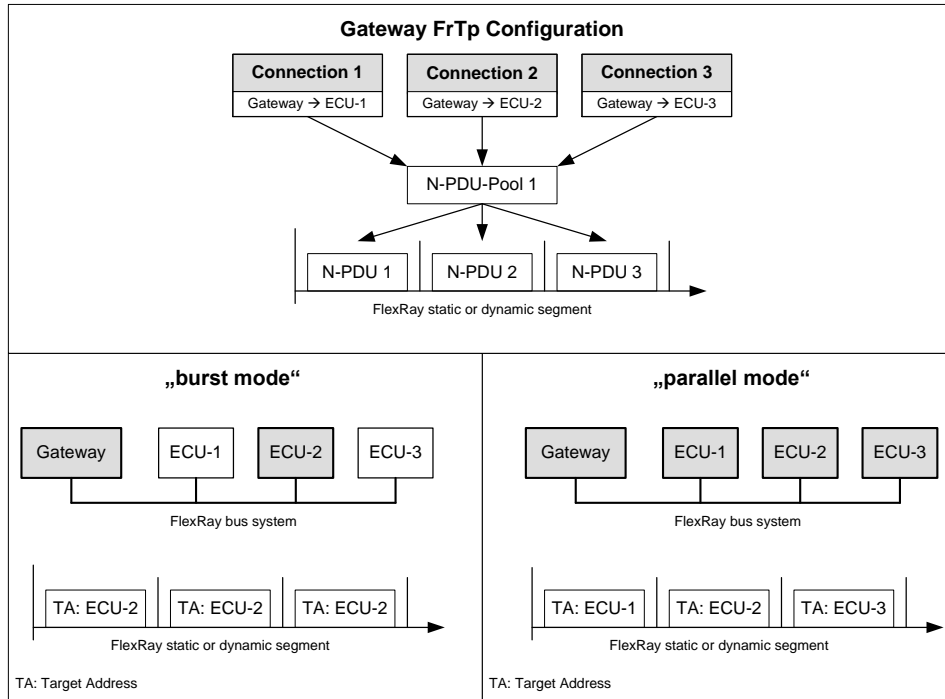 Gateway FrTp Configuration
Connection 1
Connection 2
Connection 3
Gateway → ECU-1
Gateway → ECU-2
Gateway → ECU-3
N-PDU-Pool 1
N-PDU 1
N-PDU 2
N-PDU 3
FlexRay static or dynamic segment
„burst mode“
Gateway
ECU-1
ECU-2
ECU-3
FlexRay bus system
TA: ECU-2
TA: ECU-2
TA: ECU-2
FlexRay static or dynamic segment
TA: Target Address
„parallel mode“
Gateway
ECU-1
ECU-2
ECU-3
FlexRay bus system
TA: ECU-1
TA: ECU-2
TA: ECU-3
FlexRay static or dynamic segment
TA: Target Address